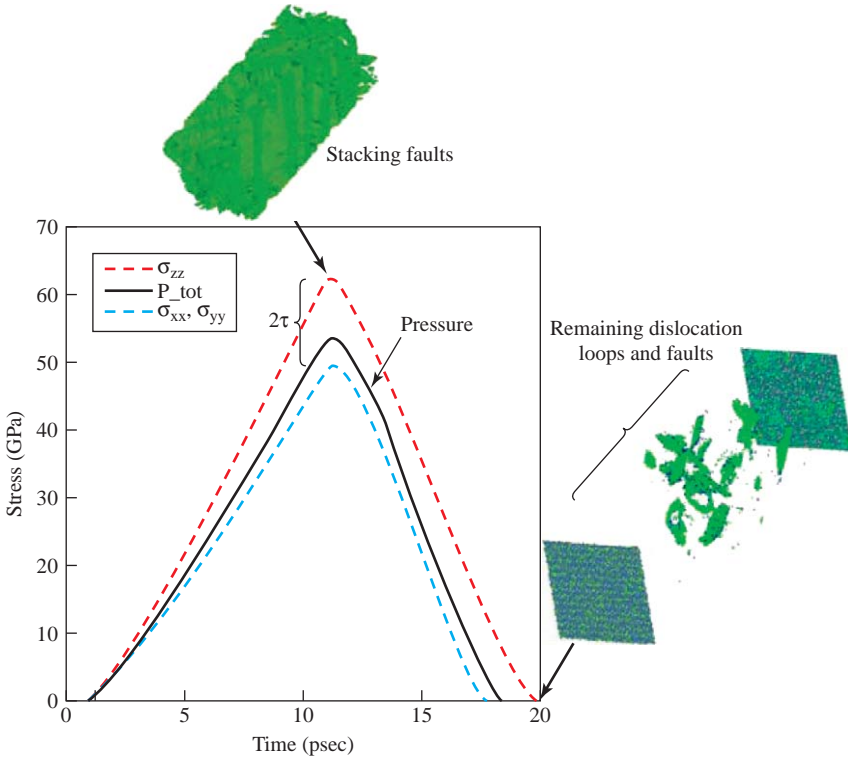 Stacking faults
70
60
50
40
30
20
10
0
Stress (GPa)
σzz
P_tot
σxx, σyy
2τ
Pressure
Remaining dislocation
loops and faults
0 5 10 15 20
Time (psec)